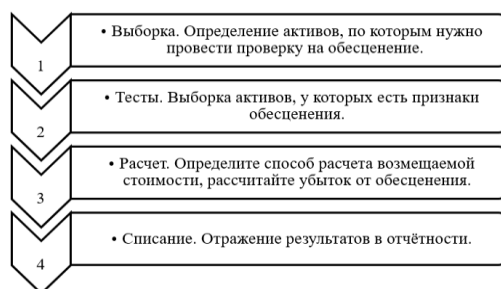 • Выборка. Определение активов, по которым нужно
провести проверку на обесценение.
1
• Тесты. Выборка активов, у которых есть признаки
обесценения.
2
• Расчет. Определите способ расчета возмещаемой
стоимости, рассчитайте убыток от обесценения.
3
• Списание. Отражение результатов в отчётности.
4